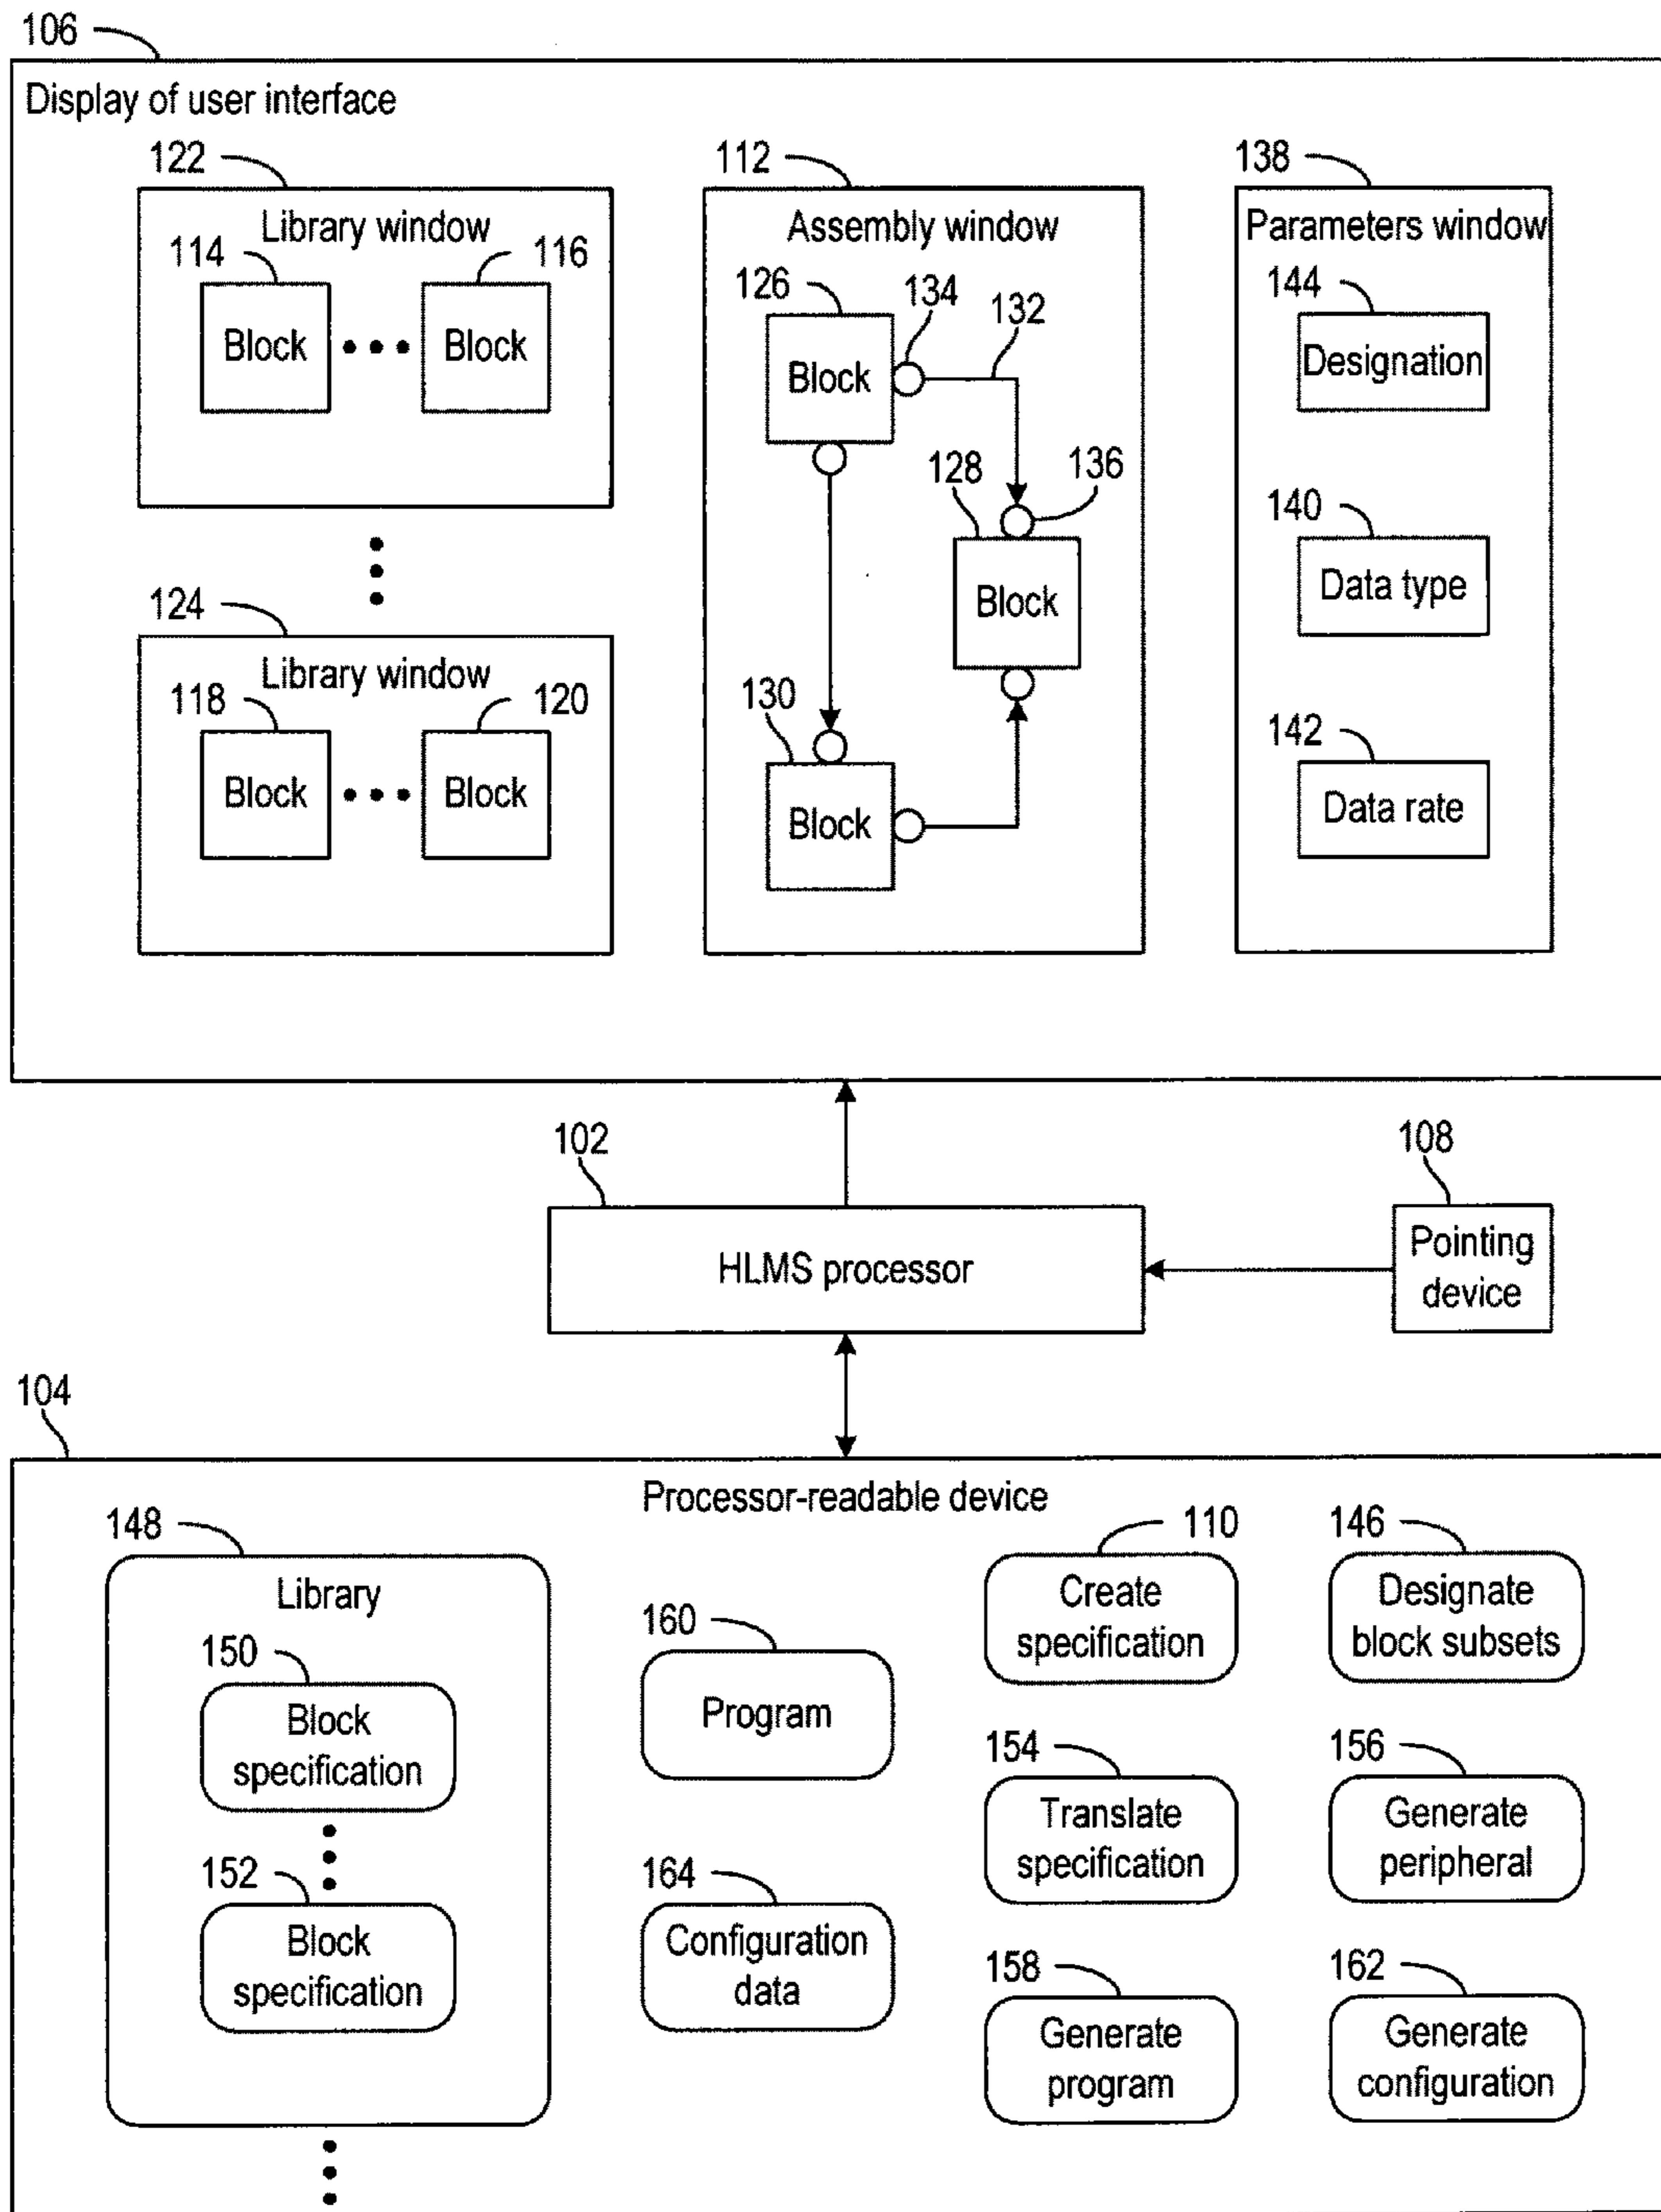 106
Display of user interface
122
112
138
Library window
Assembly window
Parameters window
114
116
126
134
132
144
Block
Block
Block
Designation
128
136
140
Block
Data type
124
Library window
118
120
130
142
Block
Block
Block
Data rate
102
108
HLMS processor
Pointing
device
104
Processor-readable device
148
110
146
Library
Create
specification
Designate
block subsets
150
160
Block
specification
Program
154
156
Translate
specification
Generate
peripheral
152
164
Block
specification
Configuration
data
158
162
Generate
program
Generate
configuration